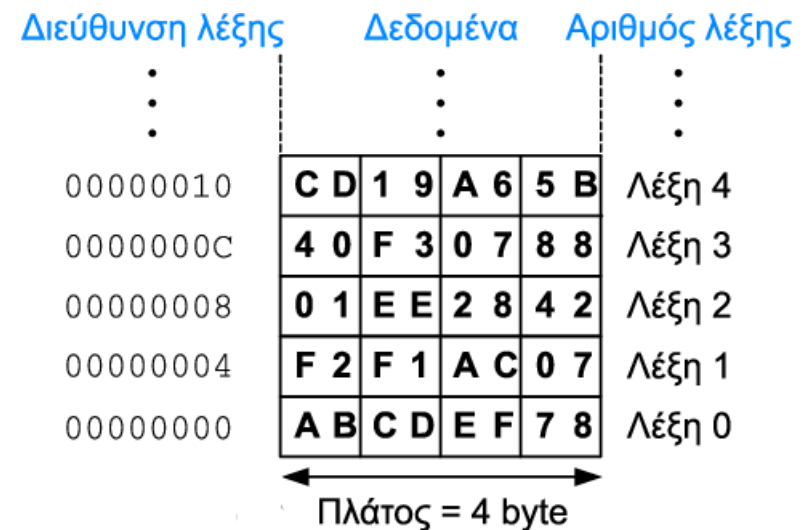 Διεύθυνση λέξης Δεδομένα Αριθμός λέξης
00000010 C D 1 9 A 6 5 B Λέξη 4
0000000C 4 0 F 3 0 7 8 8 Λέξη 3
00000008 0 1 E E 2 8 4 2 Λέξη 2
00000004 F 2 F 1 A C 0 7 Λέξη 1
00000000 A B C D E F 7 8 Λέξη 0
Πλάτος = 4 byte